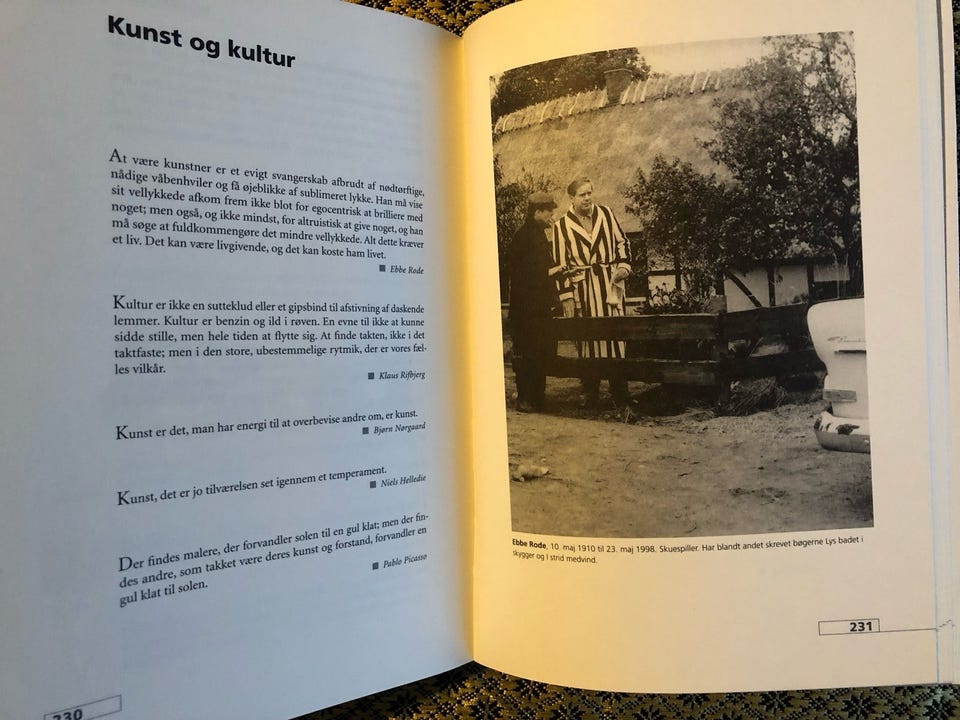 Kunst og kultur
At være kunstner er et evigt svangerskab afbrudt af nødtørftige,
nådige våbenhviler og få øjeblikke af sublimeret lykke. Han må vise
sit vellykkede afkom frem ikke blot for egocentrisk at brilliere med
noget; men også, og ikke mindst, for altruistisk at give noget, og han
må søge at fuldkommengøre det mindre vellykkede. Alt dette kræver
et liv. Det kan være livgivende, og det kan koste ham livet.
■ Ebbe Rode
Kultur er ikke en sutteklud eller et gipsbind til afstivning af daskende
lemmer. Kultur er benzin og ild i røven. En evne til ikke at kunne
sidde stille, men hele tiden at flytte sig. At finde takten, ikke i det
taktfaste; men i den store, ubestemmelige rytmik, der er vores fæl-
les vilkår.
■ Klaus Rifbjerg
Kunst er det, man har energi til at overbevise andre om, er kunst.
■ Bjørn Nørgaard
Kunst, det er jo tilværelsen set igennem et temperament.
■ Niels Helledie
Der findes malere, der forvandler solen til en gul klat; men der fin-
des andre, som takket være deres kunst og forstand, forvandler en
gul klat til solen.
■ Pablo Picasso
230
Ebbe Rode, 10. maj 1910 til 23. maj 1998. Skuespiller. Har blandt andet skrevet bøgerne Lys badet i
skygger og I strid medvind.
231